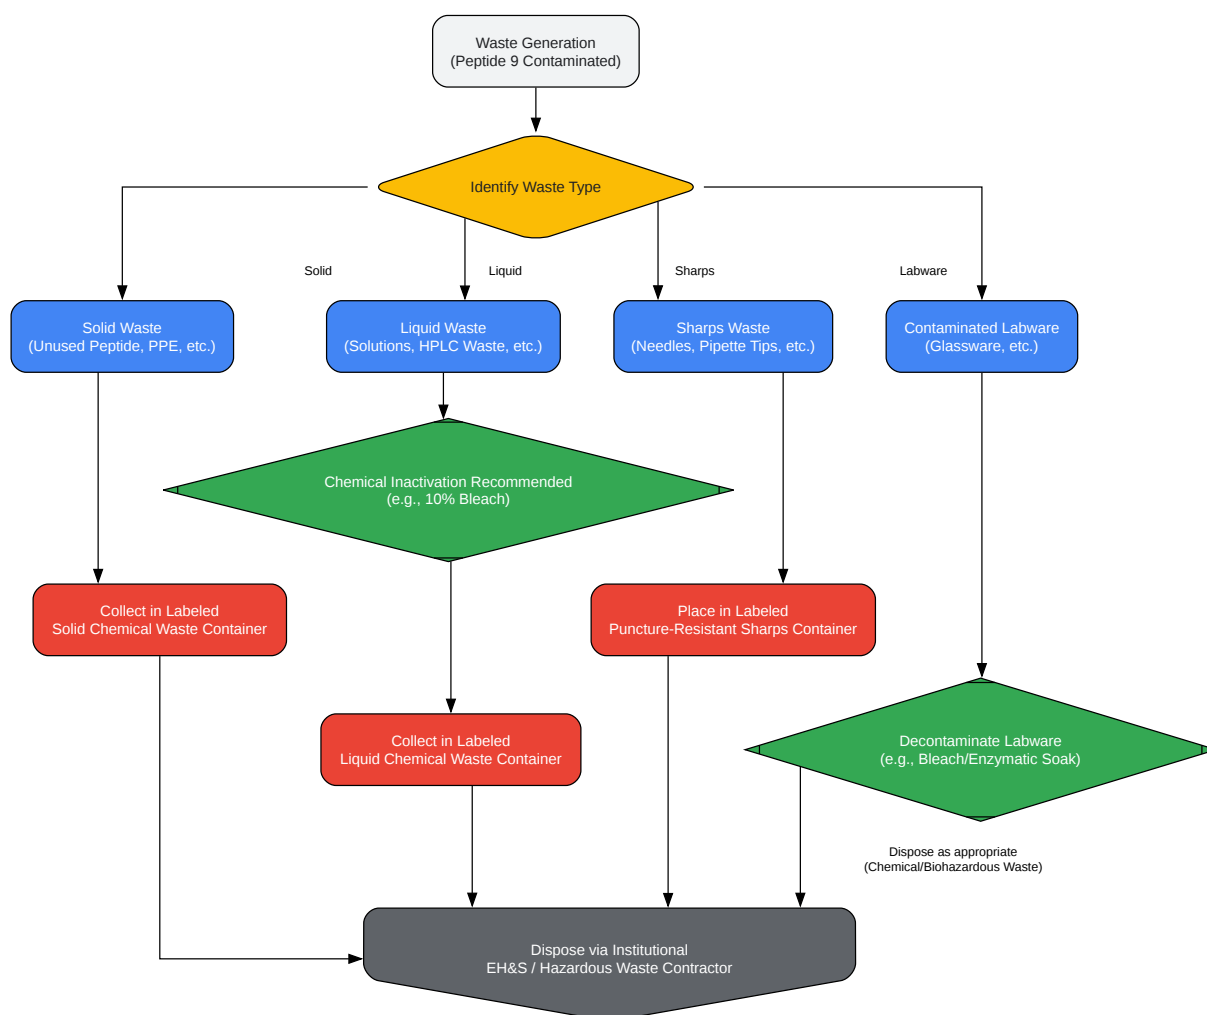 Waste Generation
(Peptide 9 Contaminated)
Identify Waste Type
Solid
Liquid
Sharps
Labware
Solid Waste
(Unused Peptide, PPE, etc.)
Liquid Waste
(Solutions, HPLC Waste, etc.)
Sharps Waste
(Needles, Pipette Tips, etc.)
Contaminated Labware
(Glassware, etc.)
Chemical Inactivation Recommended
(e.g., 10% Bleach)
Collect in Labeled
Solid Chemical Waste Container
Place in Labeled
Puncture-Resistant Sharps Container
Collect in Labeled
Liquid Chemical Waste Container
Decontaminate Labware
(e.g., Bleach/Enzymatic Soak)
Dispose as appropriate
(Chemical/Biohazardous Waste)
Dispose via Institutional
EH&S / Hazardous Waste Contractor